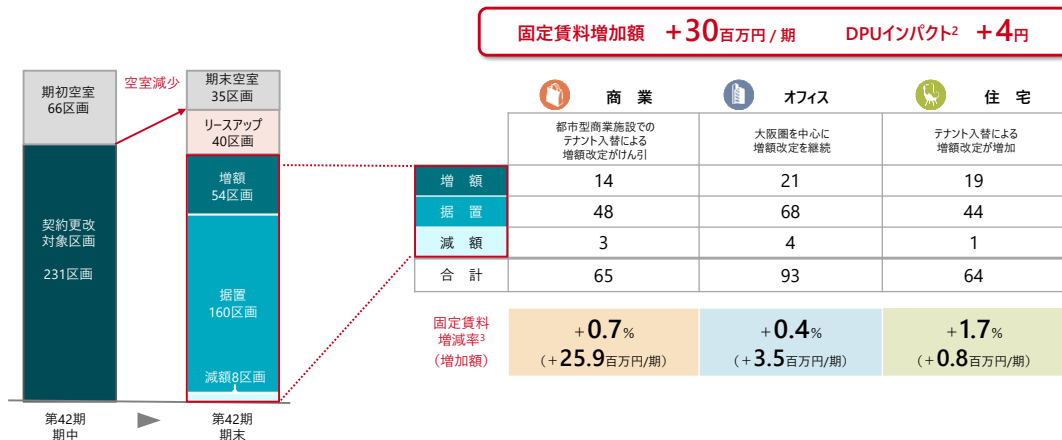 固定賃料増加額 +30百万円 / 期 DPUインパクト2 +4円
期初空室
66区画
空室減少
期末空室
35区画
リースアップ
40区画
契約更改
対象区画
231区画
増額
54区画
据置
160区画
減額8区画
第42期
期中
第42期
期末
商 業 オフィス 住 宅
都市型商業施設での
テナント入替による
増額改定がけん引
大阪圏を中心に
増額改定を継続
テナント入替による
増額改定が増加
増 額 14 21 19
据 置 48 68 44
減 額 3 4 1
合 計 65 93 64
固定賃料
増減率3
(増加額)
+0.7%
(+25.9百万円/期)
+0.4%
(+3.5百万円/期)
+1.7%
(+0.8百万円/期)